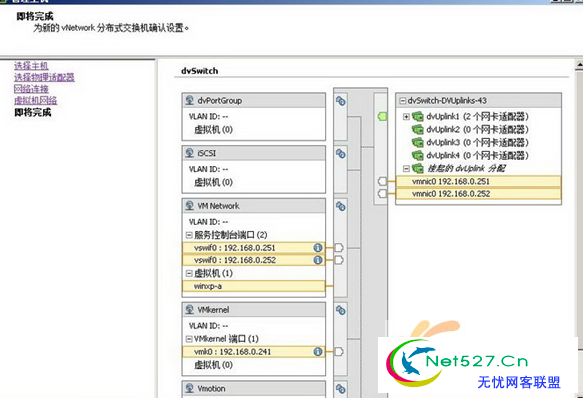 即将完成
为新的 vNetwork 分布式交换机确认设置。
选择主机
选择物理适配器
网络连接
虚拟机网络
即将完成
dvSwitch
dvPortGroup
VLAN ID: --
虚拟机 (0)
iSCSI
VLAN ID: --
虚拟机 (0)
VM Network
VLAN ID: --
服务控制台端口 (2)
vswif0 : 192.168.0.251
vswif0 : 192.168.0.252
虚拟机 (1)
winxp-a
VMkernel
VLAN ID: --
VMkernel 端口 (1)
vmk0 : 192.168.0.241
虚拟机 (0)
Vmotion
dvSwitch-DVUplinks-43
dvUplink1 (2 个网卡适配器)
dvUplink2 (0 个网卡适配器)
dvUplink3 (0 个网卡适配器)
dvUplink4 (0 个网卡适配器)
挂起的 dvUplink 分配
vmnic0 192.168.0.251
vmnic0 192.168.0.252
Net527.Cn
无忧网客联盟